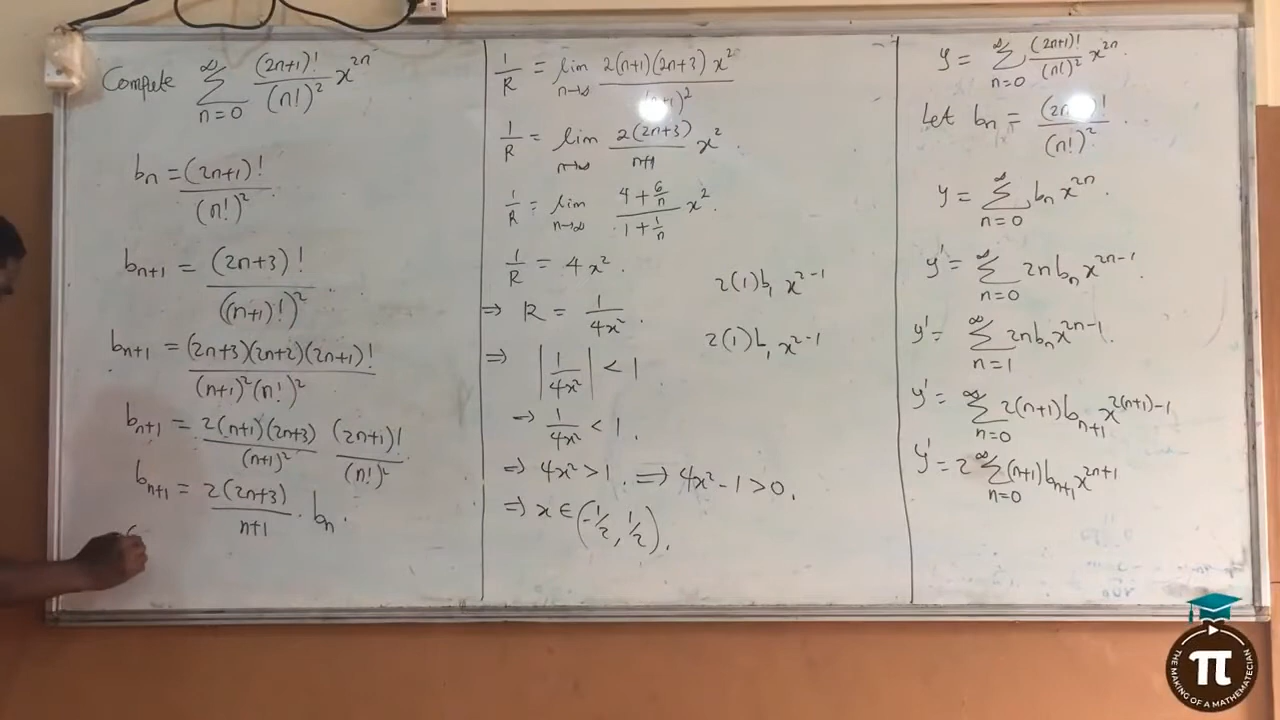 Compute ∑_{n=0}^{∞} (2n+1)!/(n!)² x^{2n}
b_n = (2n+1)!/(n!)².
b_{n+1} = (2n+3)!/((n+1)!)².
b_{n+1} = (2n+3)(2n+2)(2n+1)!/(n+1)²(n!)²
b_{n+1} = 2(n+1)(2n+3)/(n+1)² (2n+1)!/(n!)²
b_{n+1} = 2(2n+3)/n+1 · b_n.
1/R = lim_{n→∞} 2(n+1)(2n+3) x²/(n+1)²
1/R = lim_{n→∞} 2(2n+3)/n+1 x².
1/R = lim_{n→∞} 4+6/n/1+1/n x².
1/R = 4x².
2(1)b₁ x^{2-1}
⇒ R = 1/4x².
2(1)b₁ x^{2-1}
⇒ |1/4x²| < 1
⇒ 1/4x² < 1.
⇒ 4x² > 1. ⇒ 4x² - 1 > 0.
⇒ x ∈ (-1/2, 1/2).
y = ∑_{n=0}^{∞} (2n+1)!/(n!)² x^{2n}.
Let b_n = (2n+1)!/(n!)².
y = ∑_{n=0}^{∞} b_n x^{2n}.
y' = ∑_{n=0}^{∞} 2n b_n x^{2n-1}.
y' = ∑_{n=1}^{∞} 2n b_n x^{2n-1}.
y' = ∑_{n=0}^{∞} 2(n+1) b_{n+1} x^{2(n+1)-1}
y' = 2 ∑_{n=0}^{∞} (n+1) b_{n+1} x^{2n+1}
π
THE MAKING OF A MATHEMATECIAN